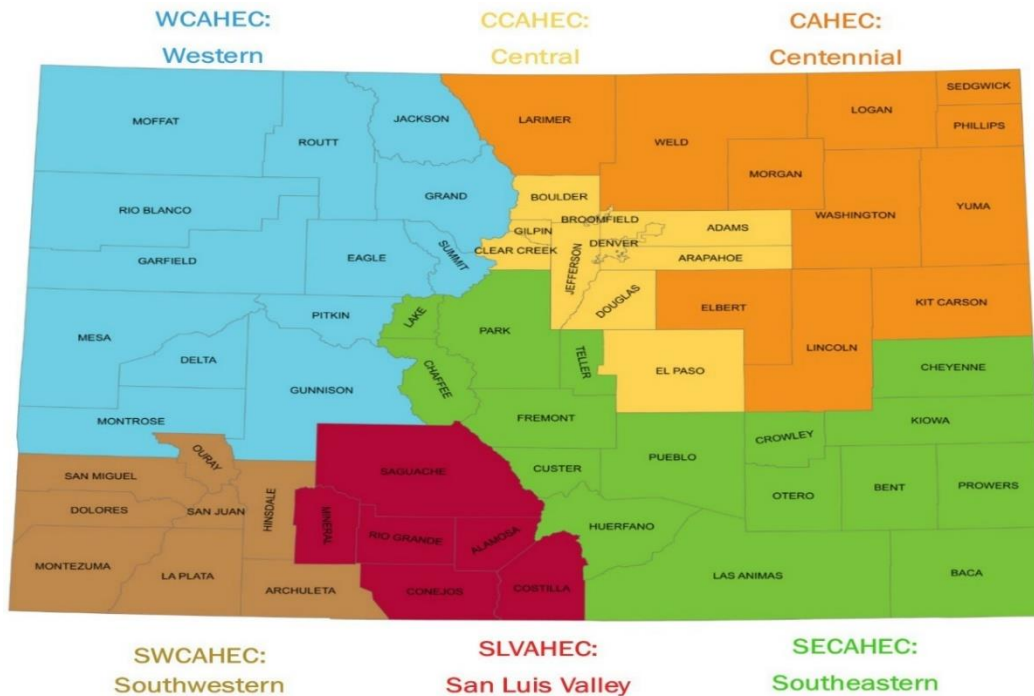 WCAHEC:
Western
CCAHEC:
Central
CAHEC:
Centennial
MOFFAT
ROUTT
JACKSON
LARIMER
WELD
LOGAN
SEDGWICK
PHILLIPS
MORGAN
RIO BLANCO
GRAND
BOULDER
WASHINGTON
YUMA
BROOMFIELD
GILPIN
ADAMS
DENVER
CLEAR CREEK
GARFIELD
EAGLE
SUMMIT
JEFFERSON
ARAPAHOE
DOUGLAS
ELBERT
KIT CARSON
MESA
PITKIN
LAKE
PARK
TELLER
LINCOLN
DELTA
CHAFFEE
EL PASO
CHEYENNE
GUNNISON
MONTROSE
FREMONT
KIOWA
CROWLEY
OURAY
SAN MIGUEL
SAGUACHE
CUSTER
PUEBLO
OTERO
BENT
PROWERS
DOLORES
SAN JUAN
HINSDALE
MINERAL
RIO GRANDE
ALAMOSA
HUERFANO
MONTEZUMA
LA PLATA
ARCHULETA
CONEJOS
COSTILLA
LAS ANIMAS
BACA
SWCAHEC:
Southwestern
SLVAHEC:
San Luis Valley
SECAHEC:
Southeastern